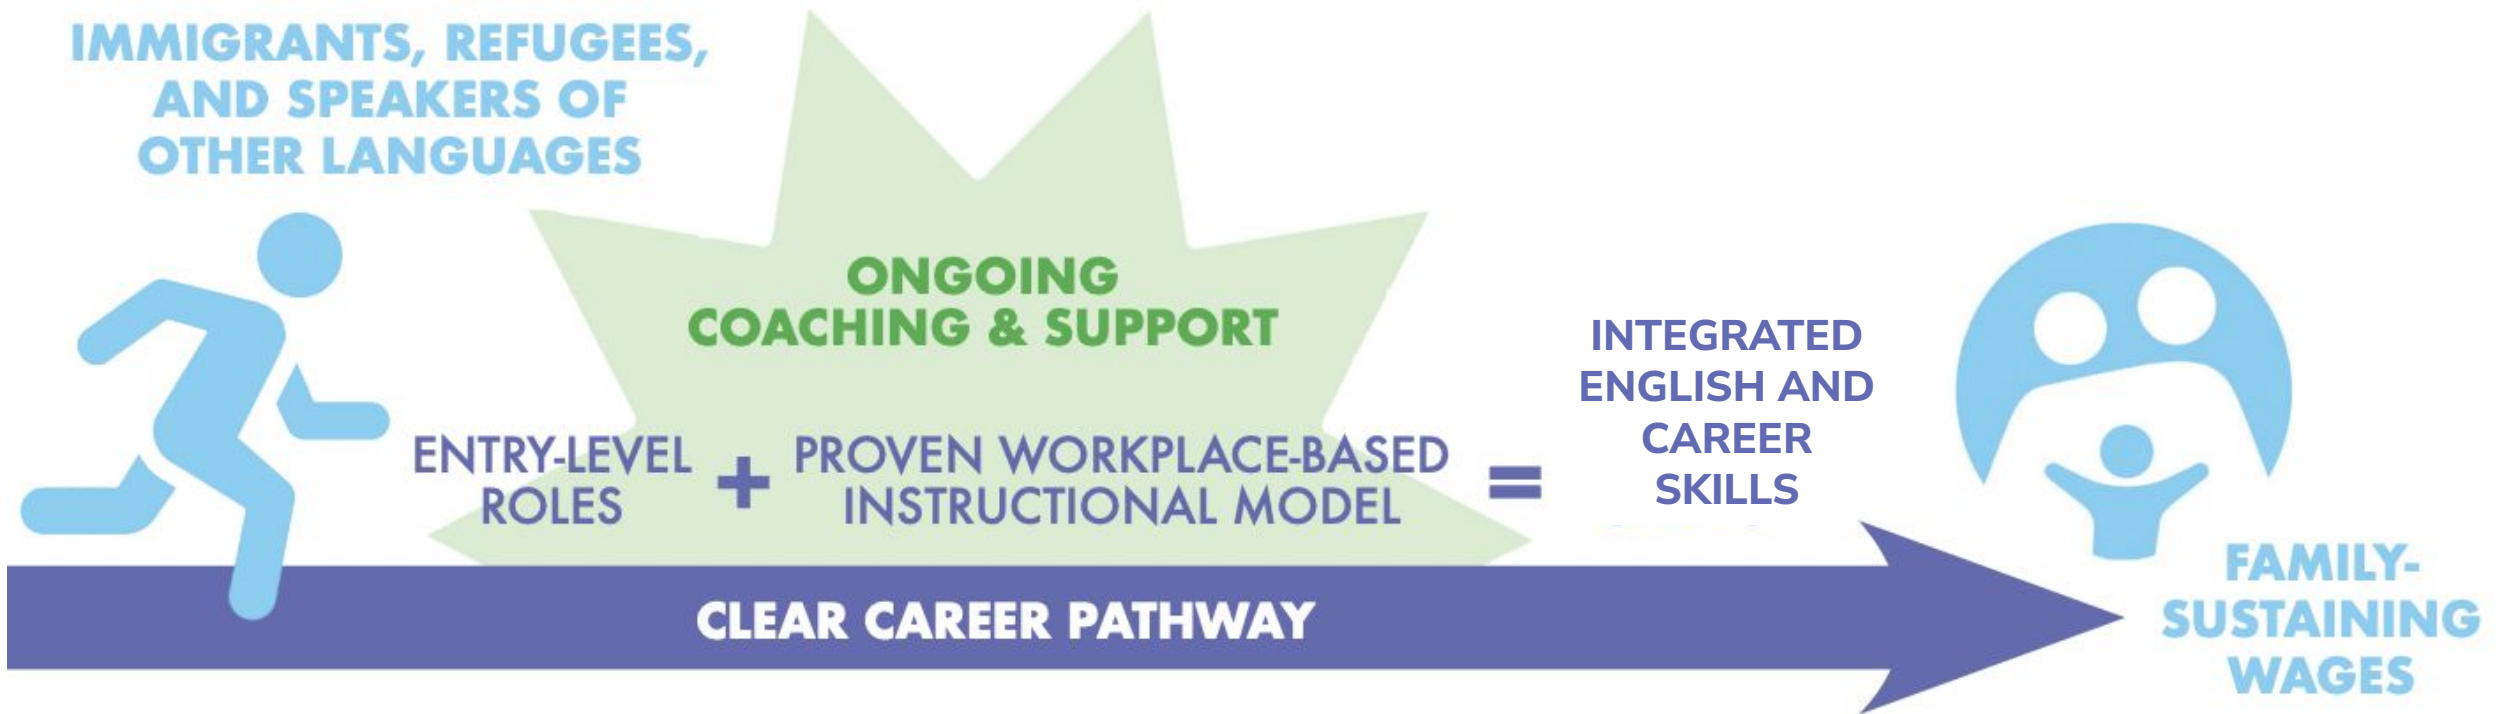 IMMIGRANTS, REFUGEES,
AND SPEAKERS OF
OTHER LANGUAGES
ONGOING
COACHING & SUPPORT
ENTRY-LEVEL
ROLES
+
PROVEN WORKPLACE-BASED
INSTRUCTIONAL MODEL
=
INTEGRATED
ENGLISH AND
CAREER
SKILLS
CLEAR CAREER PATHWAY
FAMILY-
SUSTAINING
WAGES